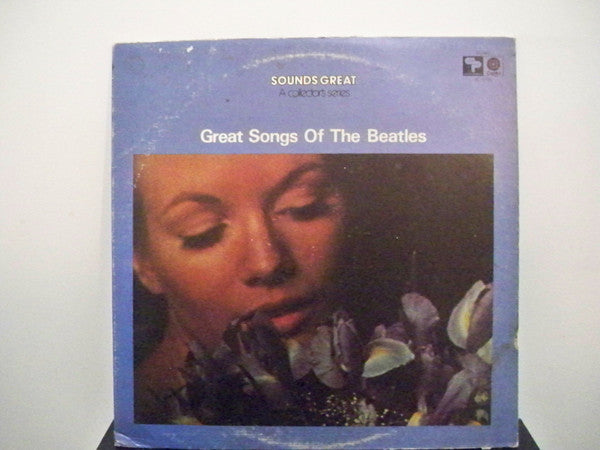 SOUNDS GREAT
A collector's series
Great Songs Of The Beatles